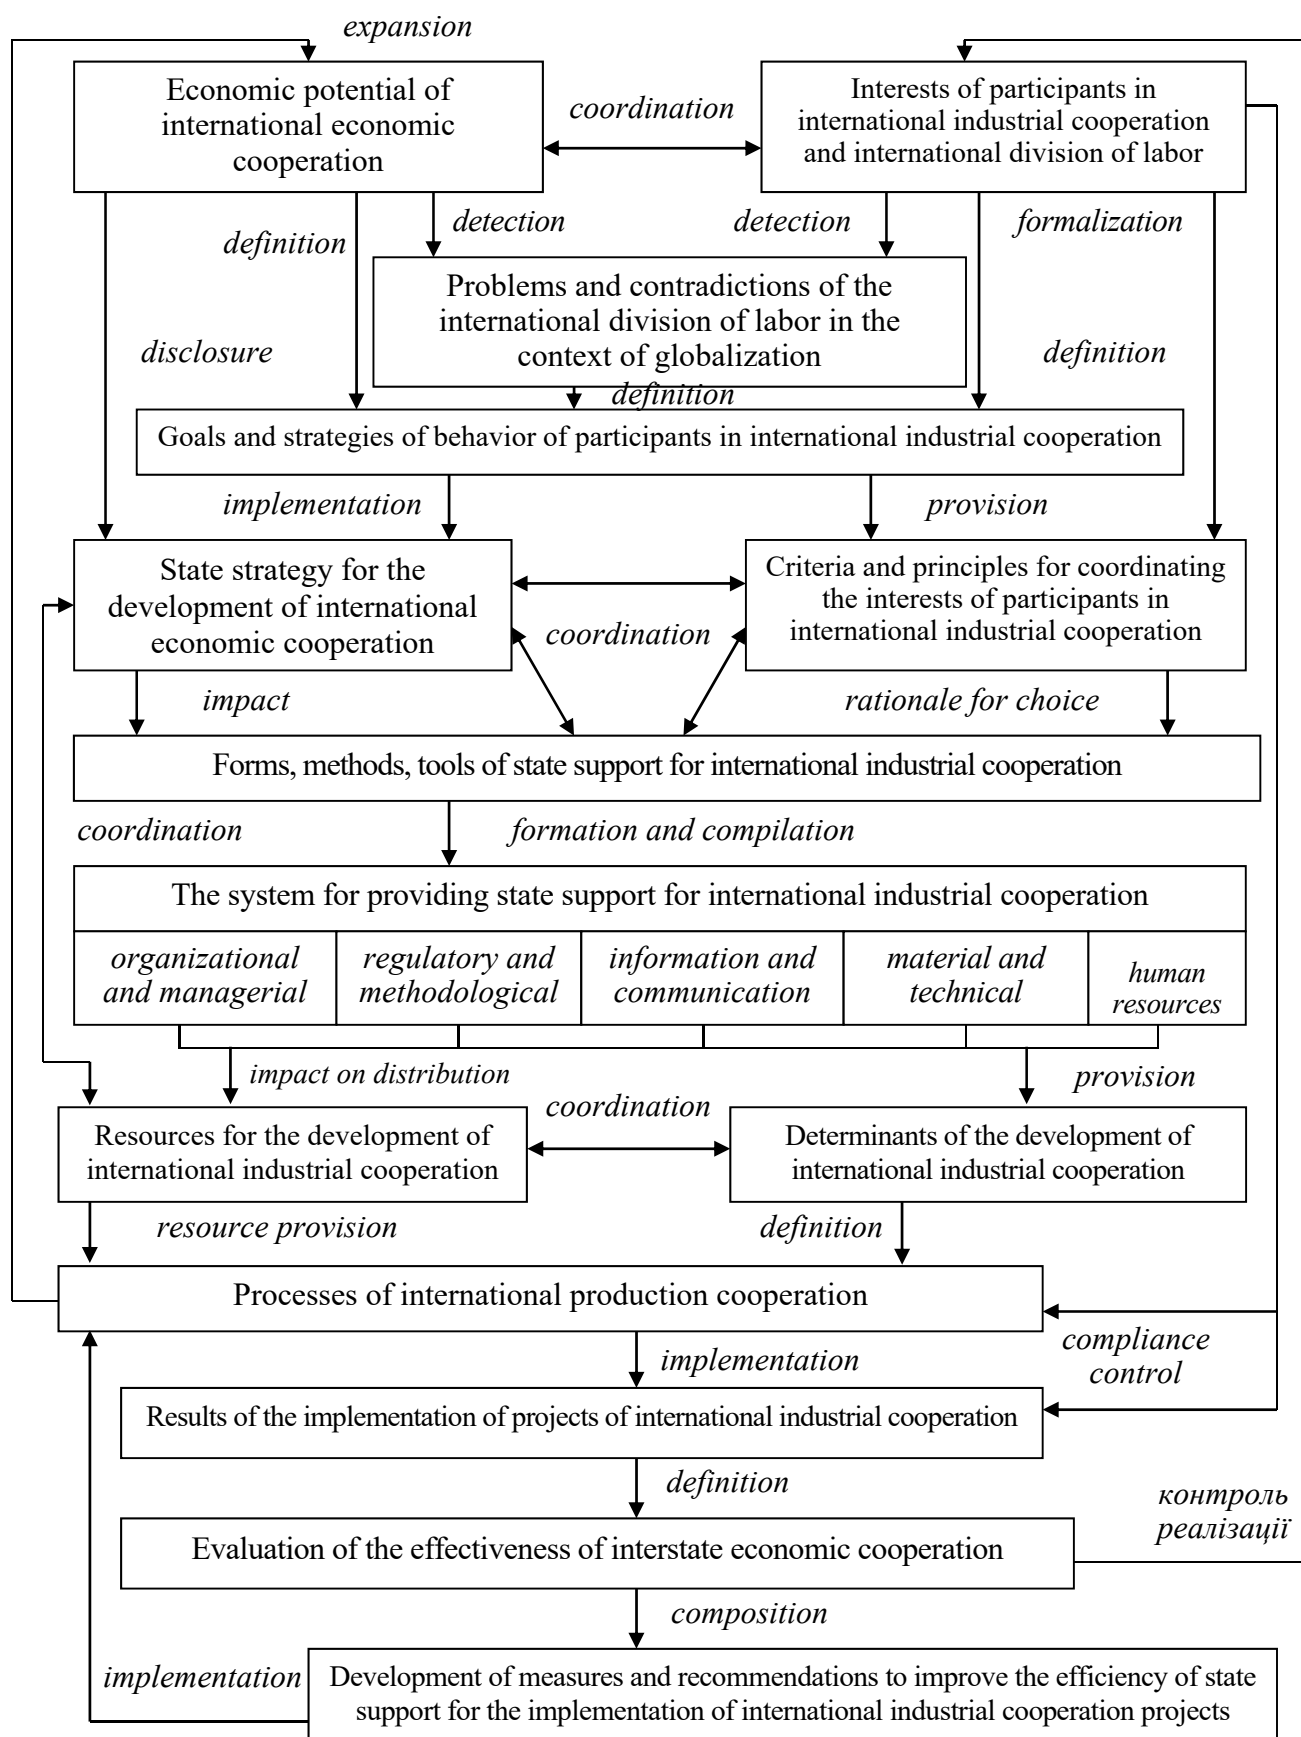 expansion
Economic potential of
international economic
cooperation
coordination
Interests of participants in
international industrial cooperation
and international division of labor
definition
detection
detection
formalization
Problems and contradictions of the
international division of labor in the
context of globalization
disclosure
definition
definition
Goals and strategies of behavior of participants in international industrial cooperation
implementation
provision
State strategy for the
development of international
economic cooperation
coordination
Criteria and principles for coordinating
the interests of participants in
international industrial cooperation
impact
rationale for choice
Forms, methods, tools of state support for international industrial cooperation
coordination
formation and compilation
The system for providing state support for international industrial cooperation
organizational
and managerial
regulatory and
methodological
information and
communication
material and
technical
human
resources
impact on distribution
coordination
provision
Resources for the development of
international industrial cooperation
Determinants of the development of
international industrial cooperation
resource provision
definition
Processes of international production cooperation
implementation
compliance
control
Results of the implementation of projects of international industrial cooperation
definition
контроль
реалізації
Evaluation of the effectiveness of interstate economic cooperation
composition
implementation
Development of measures and recommendations to improve the efficiency of state
support for the implementation of international industrial cooperation projects